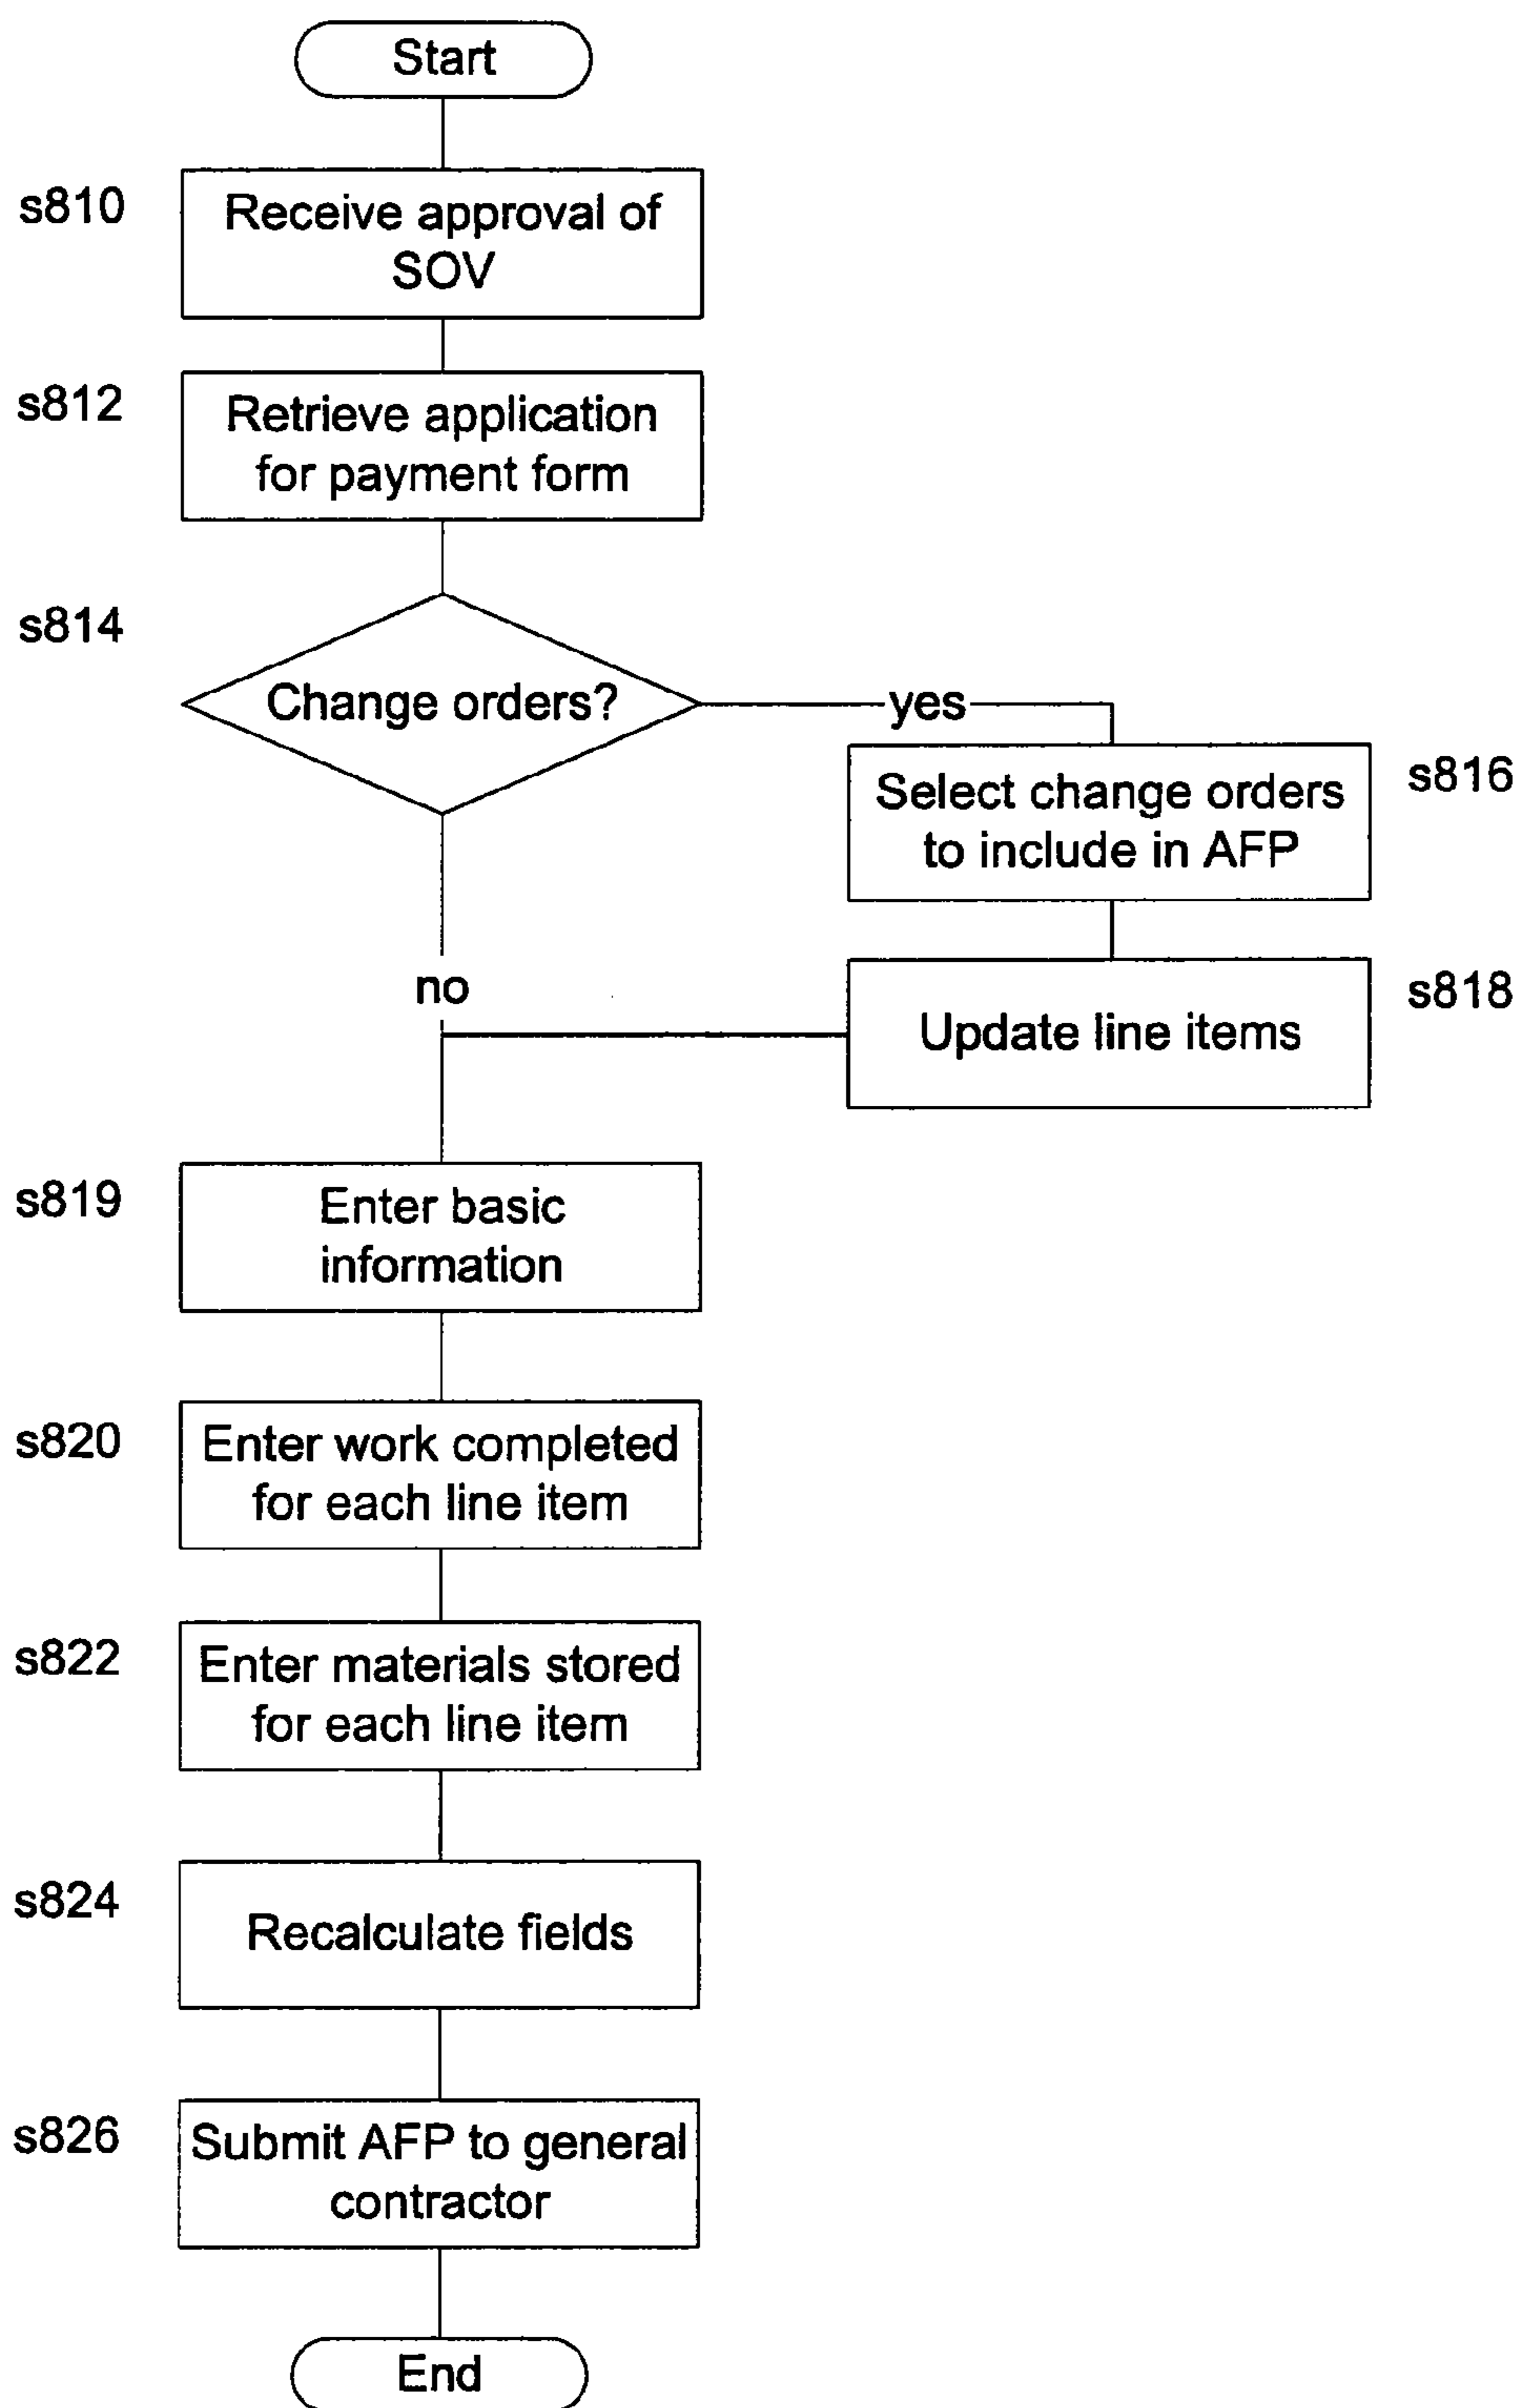 Start
s810
Receive approval of
SOV
s812
Retrieve application
for payment form
s814
Change orders?
yes
s816
Select change orders
to include in AFP
no
s818
Update line items
s819
Enter basic
information
s820
Enter work completed
for each line item
s822
Enter materials stored
for each line item
s824
Recalculate fields
s826
Submit AFP to general
contractor
End